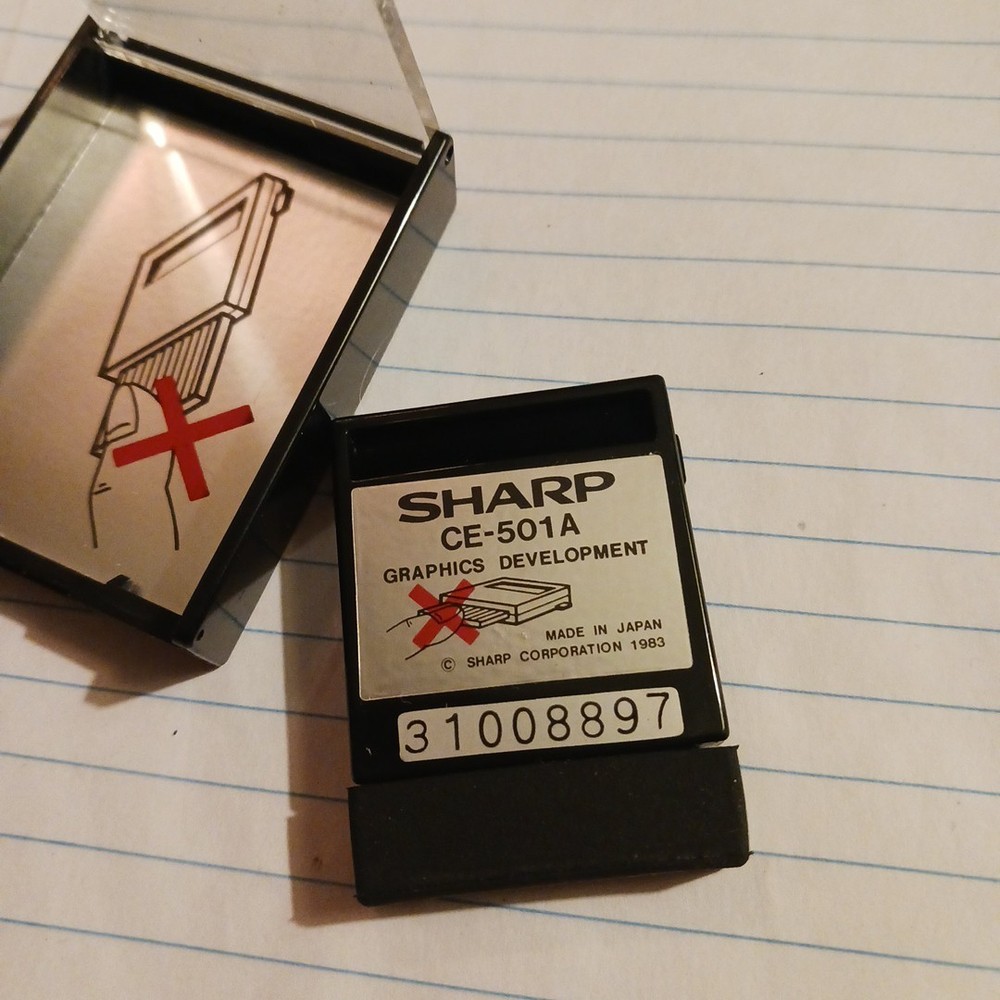 SHARP
CE-501A
GRAPHICS DEVELOPMENT
MADE IN JAPAN
© SHARP CORPORATION 1983
31008897